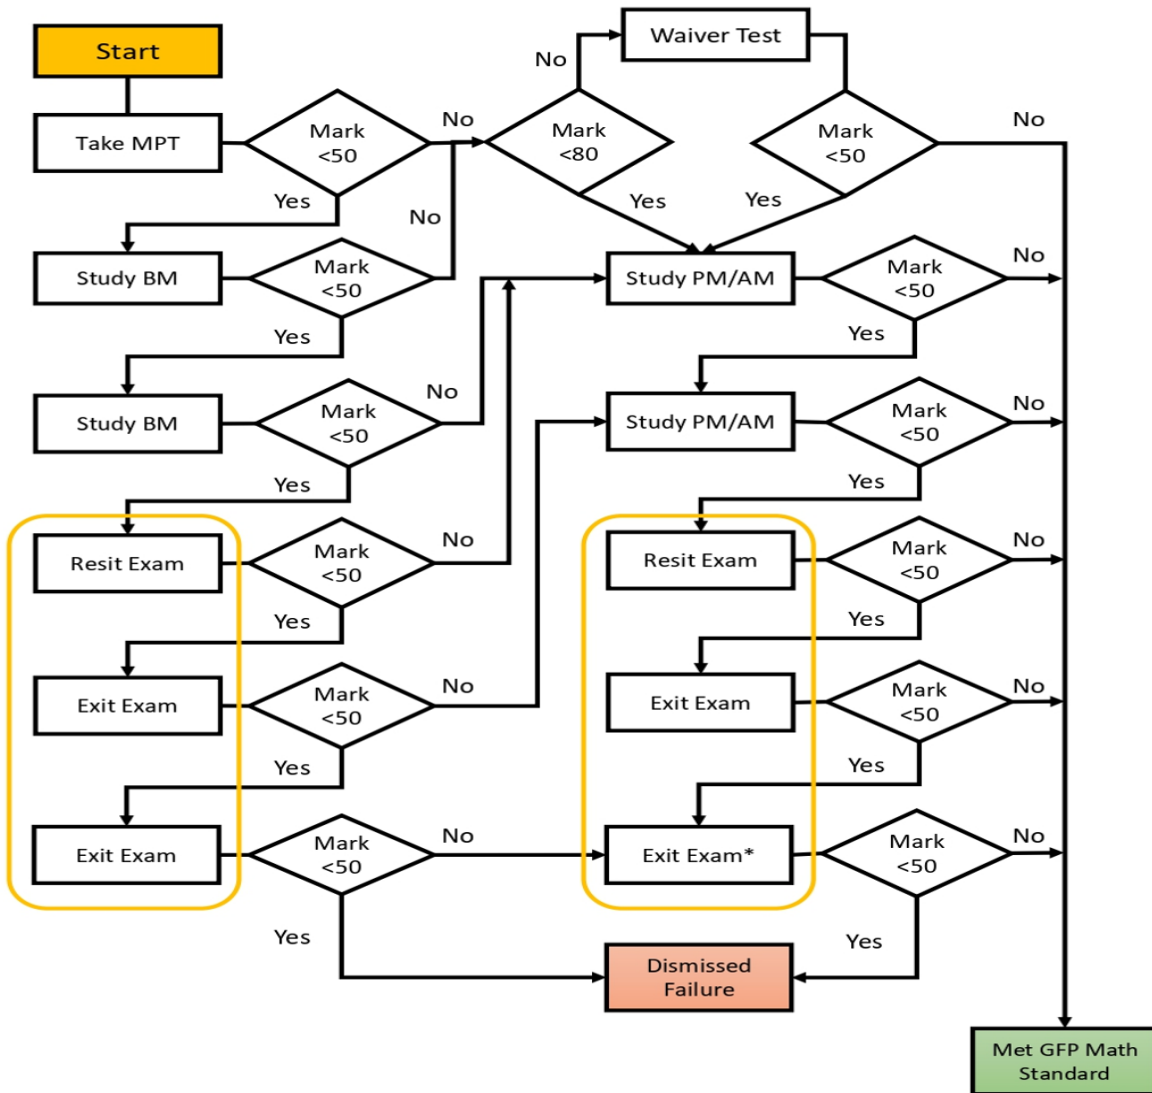 Start
Waiver Test
No
No
No
Take MPT
Mark
<50
Mark
<80
Mark
<50
Yes
Yes
Yes
No
Study BM
Mark
<50
Study PM/AM
Mark
<50
No
Yes
Yes
Study BM
Mark
<50
No
Study PM/AM
Mark
<50
No
Yes
Yes
Resit Exam
Mark
<50
No
Resit Exam
Mark
<50
No
Yes
Yes
Exit Exam
Mark
<50
No
Exit Exam
Mark
<50
No
Yes
Yes
Exit Exam
Mark
<50
No
Exit Exam*
Mark
<50
No
Yes
Yes
Dismissed
Failure
Met GFP Math
Standard